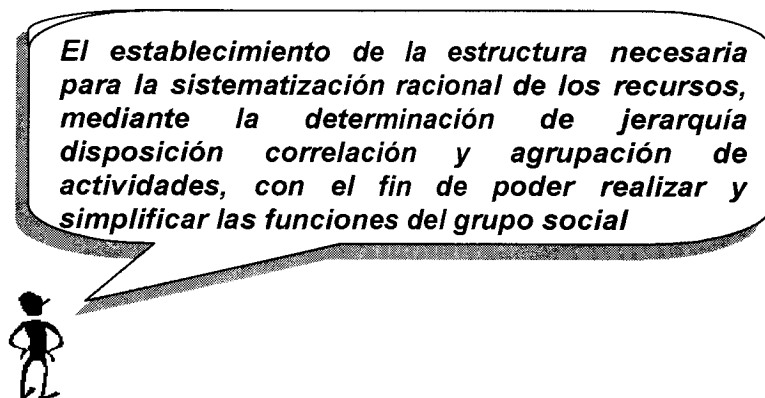 El establecimiento de la estructura necesaria
para la sistematización racional de los recursos,
mediante la determinación de jerarquía
disposición correlación y agrupación de
actividades, con el fin de poder realizar y
simplificar las funciones del grupo social